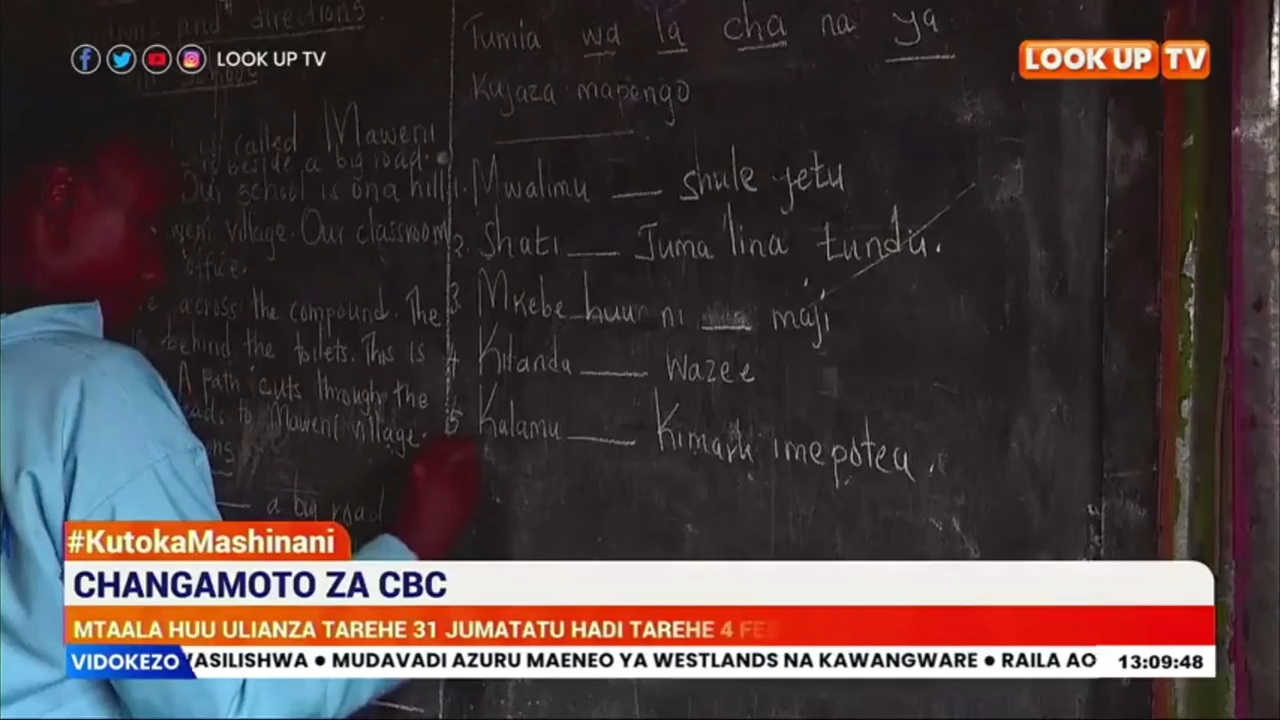 and directions
LOOK UP TV
LOOK UP TV
Tumia wa la cha na ya
Kujaza mapengo
called Maweni
beside a big road.
Our school is on a hill
village. Our classroom
office.
across the compound. The
behind the toilets. This is
A path cuts through the
to Maweni village.
a big road
1. Mwalimu ___ shule yetu
2. Shati ___ Juma lina tundu.
3 Mkebe huu ni ___ maji
4 Kitanda ___ wazee
5 Kalamu ___ Kimani imepotea.
#KutokaMashinani
CHANGAMOTO ZA CBC
MTAALA HUU ULIANZA TAREHE 31 JUMATATU HADI TAREHE 4 FE
VIDOKEZO YASILISHWA ● MUDAVADI AZURU MAENEO YA WESTLANDS NA KAWANGWARE ● RAILA AO 13:09:48